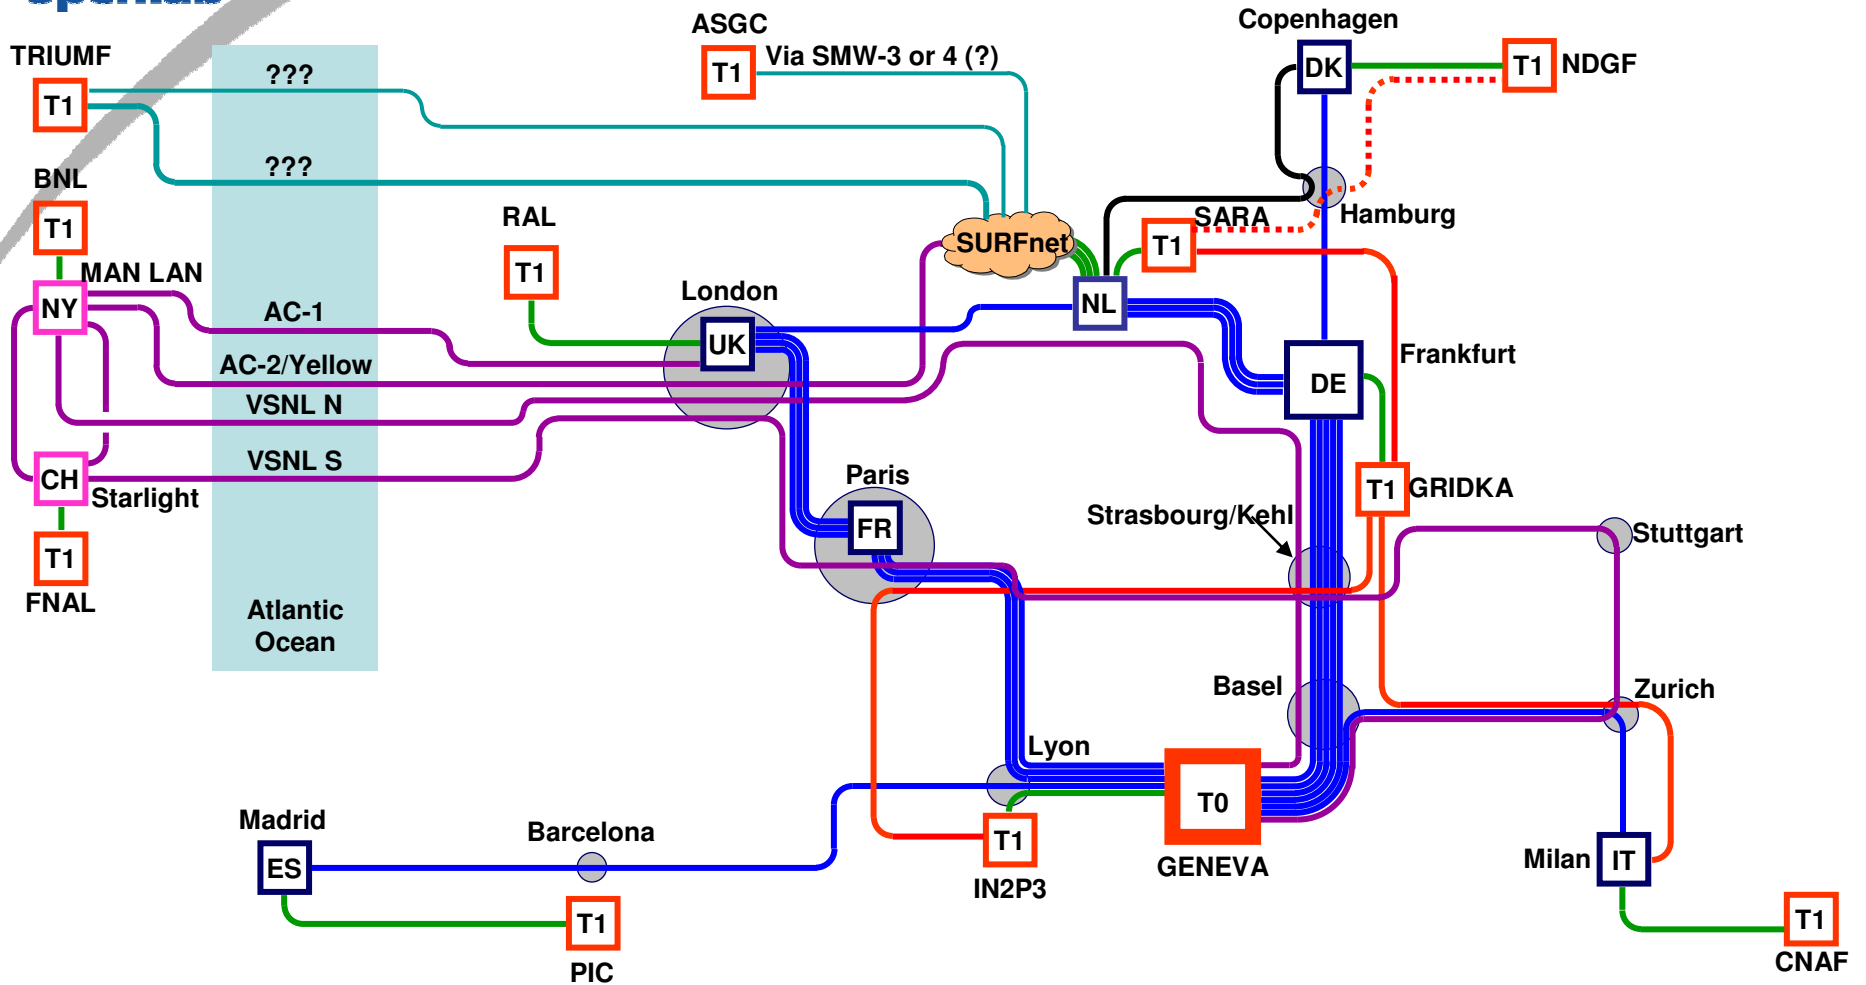 ASGC
Copenhagen
TRIUMF
???
T1
Via SMW-3 or 4 (?)
DK
T1
NDGF
T1
???
BNL
T1
RAL
SARA
Hamburg
SURFnet
T1
T1
MAN LAN
NY
AC-1
London
NL
UK
AC-2/Yellow
Frankfurt
DE
VSNL N
VSNL S
CH
Starlight
Paris
T1
GRIDKA
Strasbourg/Kehl
FR
Stuttgart
T1
FNAL
Atlantic
Ocean
Basel
Zurich
Lyon
T0
GENEVA
Madrid
Barcelona
ES
T1
IN2P3
Milan
IT
T1
PIC
T1
CNAF